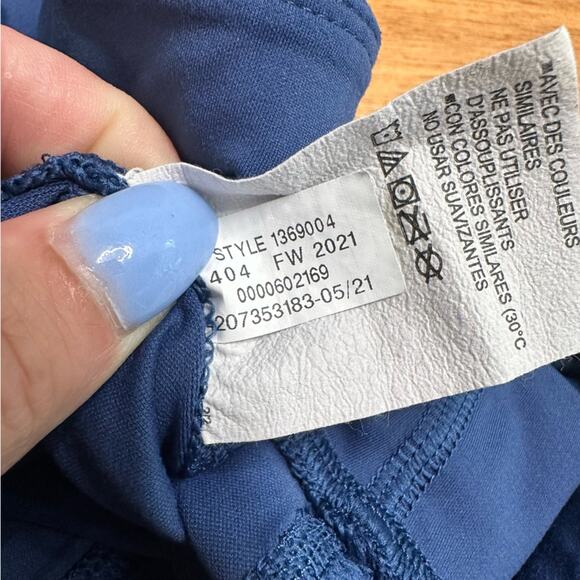 STYLE 1369004
404 FW 2021
0000602169
207353183-05/21
*AVEC DES COULEURS
SIMILAIRES
NE PAS UTILISER
D'ASSOUPLISSANTS
*CON COLORES SIMILARES (30°C
NO USAR SUAVIZANTES